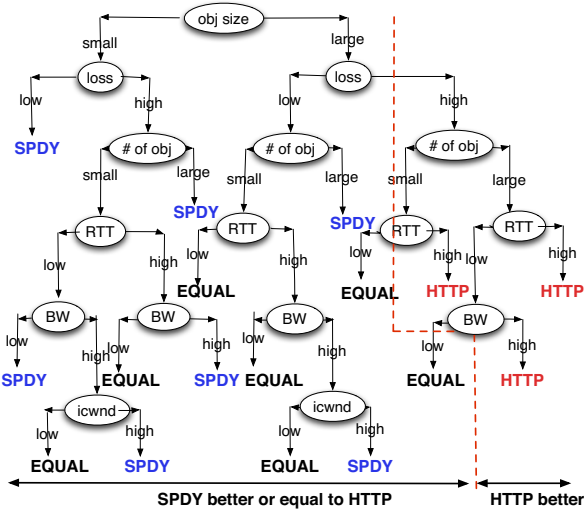 obj size
small large
loss loss
low high low high
SPDY # of obj # of obj # of obj
small large small large small large
SPDY SPDY
RTT RTT RTT RTT
low high low high low high low high
EQUAL EQUAL HTTP HTTP
BW BW BW BW
low high low high low high low high
SPDY EQUAL SPDY EQUAL EQUAL HTTP
icwnd icwnd
low high low high
EQUAL SPDY EQUAL SPDY
SPDY better or equal to HTTP HTTP better